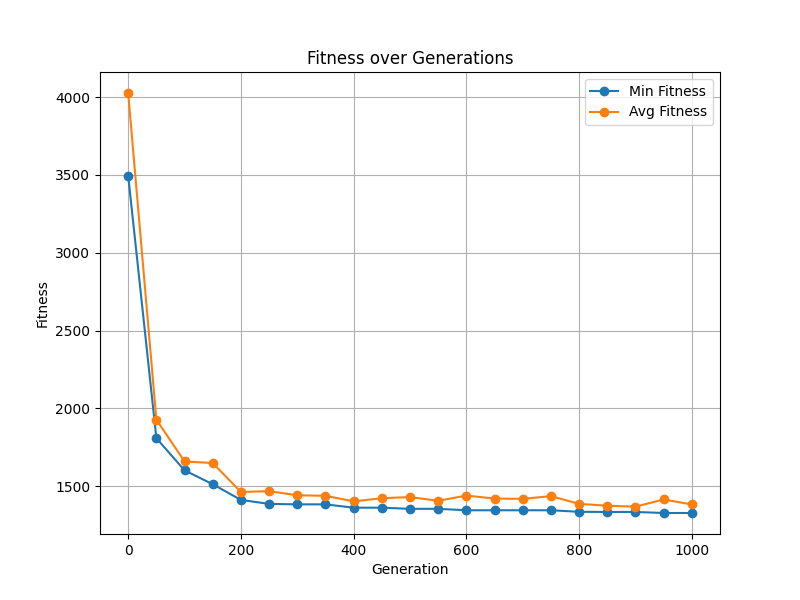 Fitness over Generations
Min Fitness
Avg Fitness
4000
3500
3000
2500
2000
1500
Fitness
0 200 400 600 800 1000
Generation